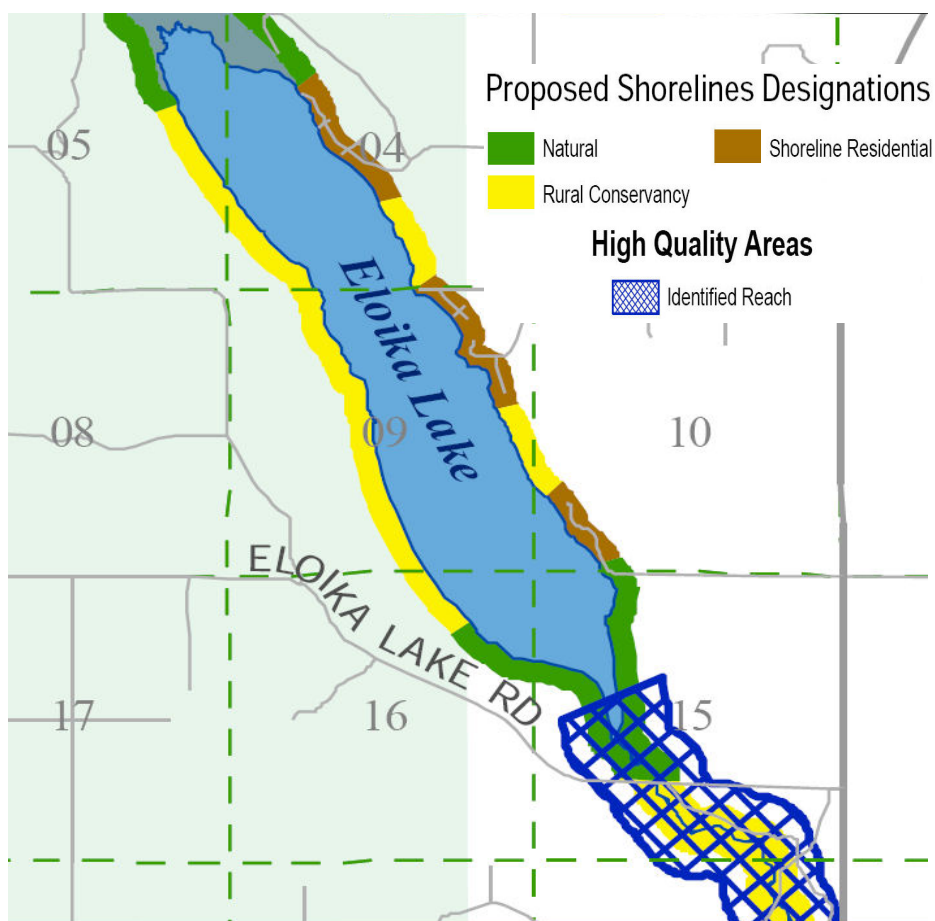 Proposed Shorelines Designations
Natural
Shoreline Residential
Rural Conservancy
High Quality Areas
Identified Reach
05
04
Eloika Lake
08
09
10
ELOIKA LAKE RD
17
16
15